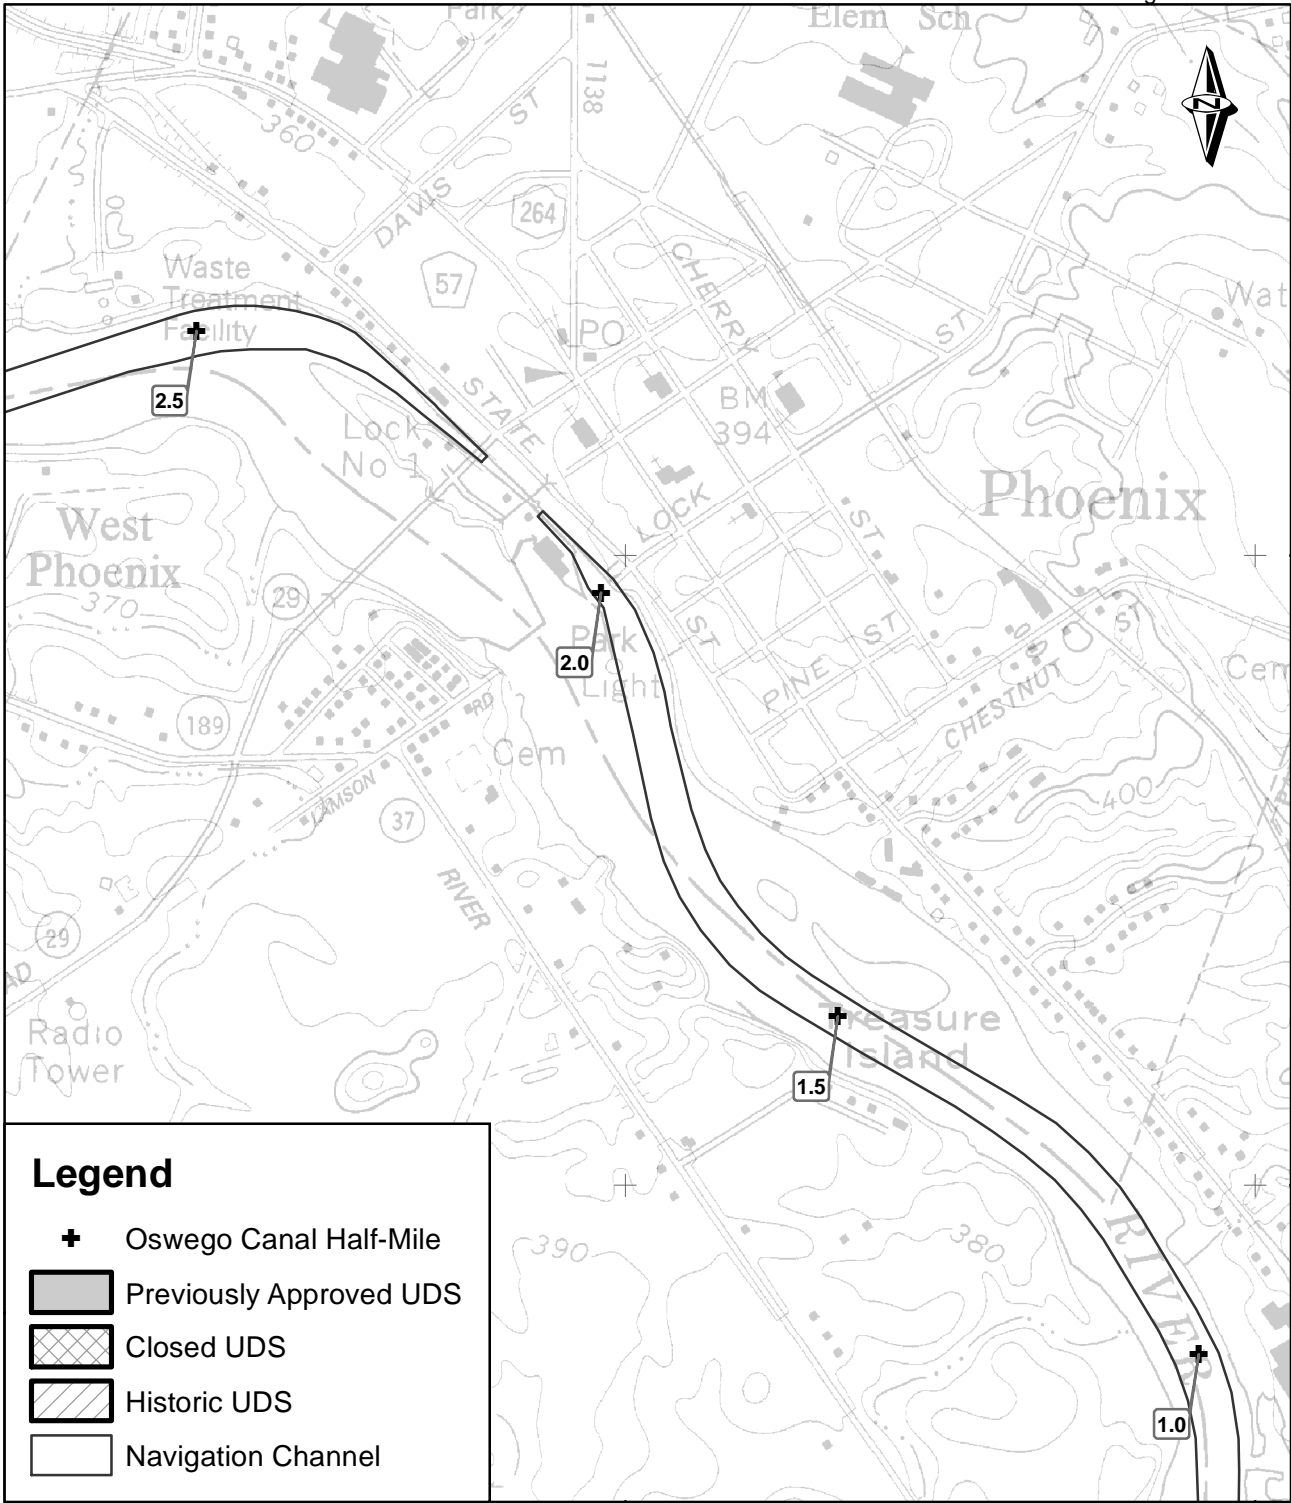 Park
Elem Sch
N
1138
ST
360
DAVIS
264
CHERRY
Waste
Treatment
Facility
57
Wat
PO
ST
2.5
STATE
BM
394
Lock
No 1
Phoenix
LOCK
West
Phoenix
ST
370
29
ST
ST
Park
2.0
Light
PINE
Cem
CHESTNUT
189
RD
Cem
LAMSON
400
37
RIVER
29
AD
Radio
Tower
Treasure
Island
1.5
RIVER
390
380
1.0
Legend
Oswego Canal Half-Mile
Previously Approved UDS
Closed UDS
Historic UDS
Navigation Channel